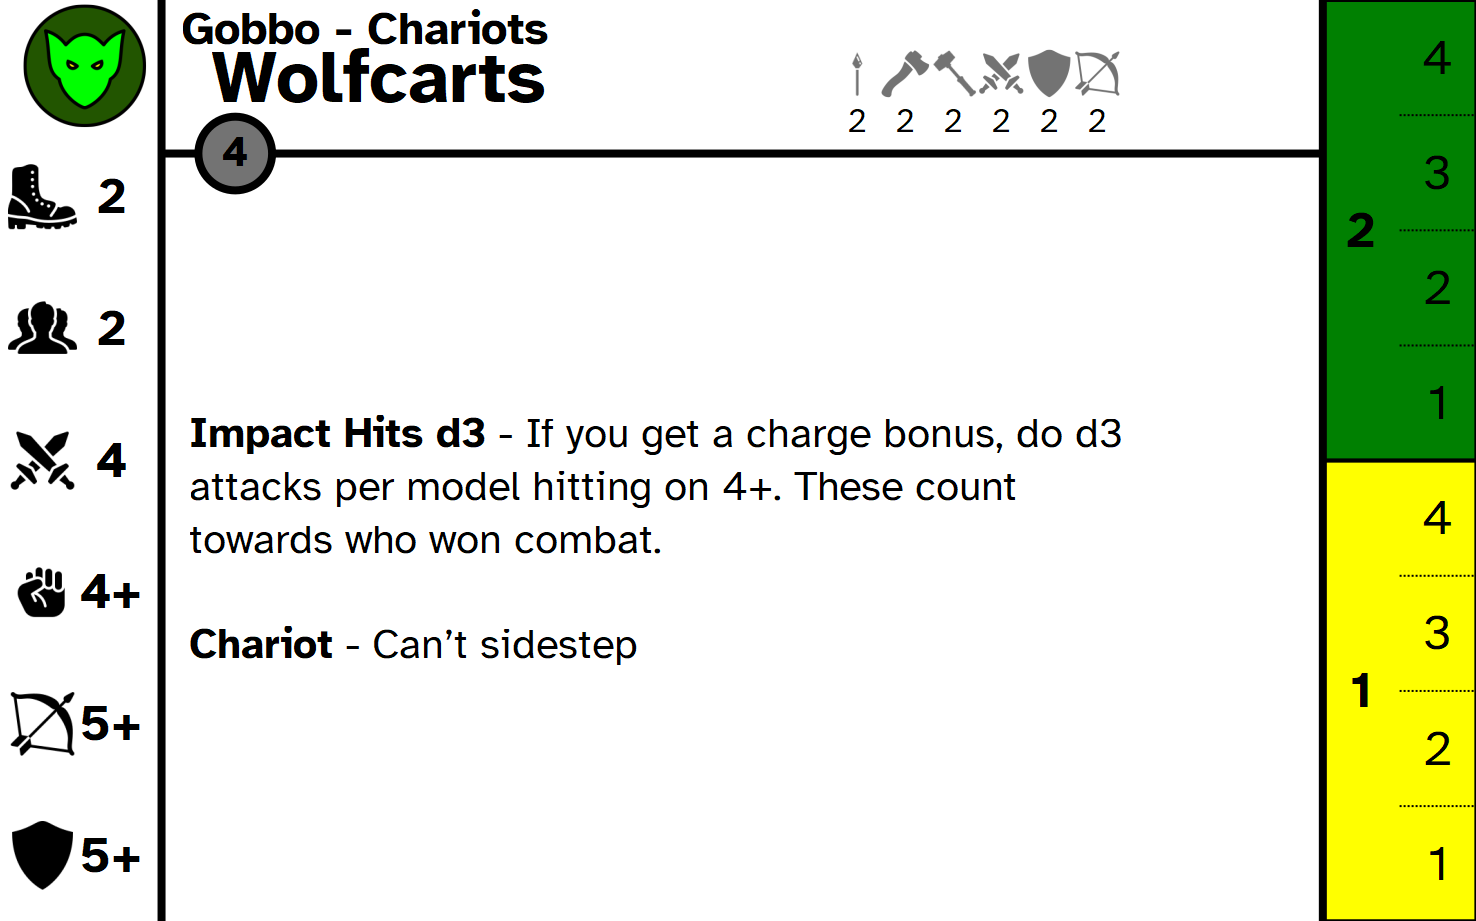 Gobbo - Chariots
Wolfcarts
2 2 2 2 2 2
4
2
2
4
4+
5+
5+
Impact Hits d3 - If you get a charge bonus, do d3
attacks per model hitting on 4+. These count
towards who won combat.
Chariot - Can’t sidestep
2
4
3
2
1
1
4
3
2
1